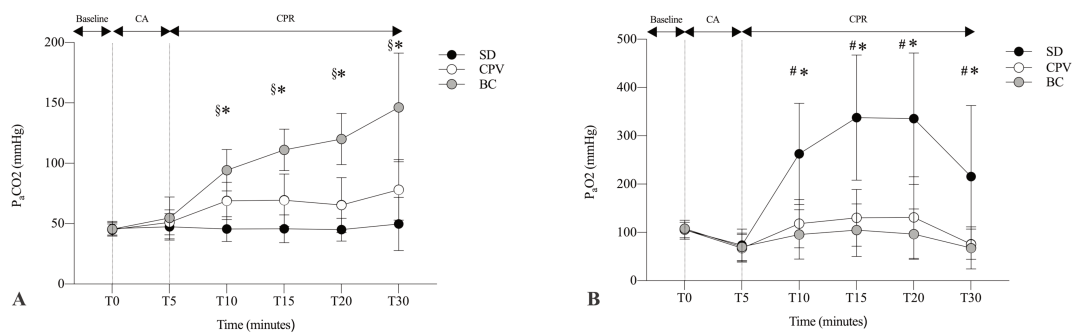 Baseline CA CPR
200
150
100
50
0
PaCO2 (mmHg)
§*
§*
§*
§*
§*
SD
CPV
BC
T0 T5 T10 T15 T20 T30
Time (minutes)
A
Baseline CA CPR
500
400
300
200
100
0
PaO2 (mmHg)
#*
#*
#*
#*
SD
CPV
BC
T0 T5 T10 T15 T20 T30
Time (minutes)
B